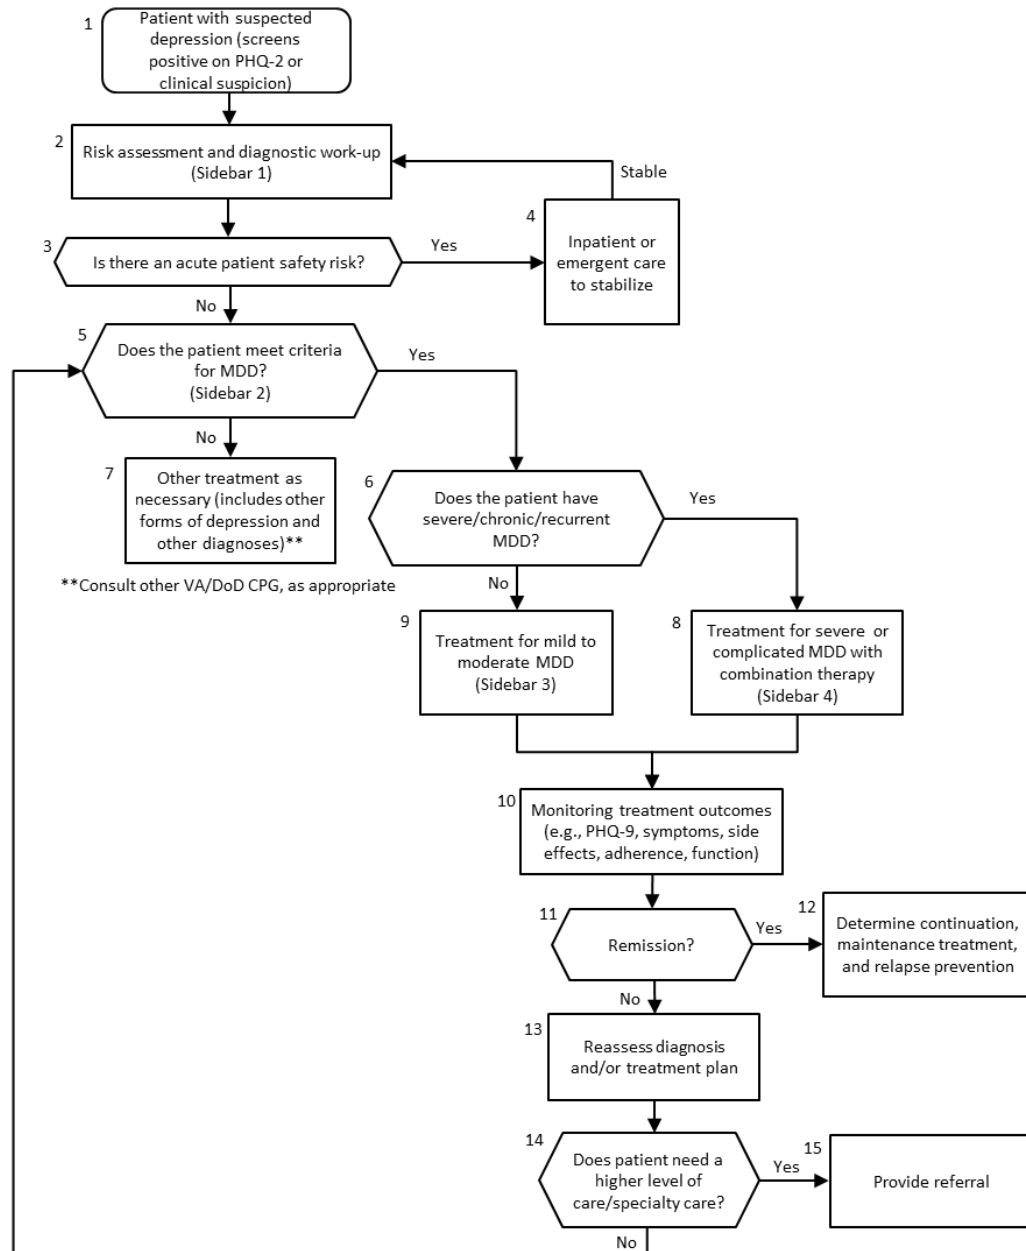 1
Patient with suspected
depression (screens
positive on PHQ-2 or
clinical suspicion)
2
Risk assessment and diagnostic work-up
(Sidebar 1)
Stable
3
Is there an acute patient safety risk?
Yes
4
Inpatient or
emergent care
to stabilize
No
5
Does the patient meet criteria
for MDD?
(Sidebar 2)
Yes
No
7
Other treatment as
necessary (includes other
forms of depression and
other diagnoses)**
**Consult other VA/DoD CPG, as appropriate
6
Does the patient have
severe/chronic/recurrent
MDD?
Yes
No
9
Treatment for mild to
moderate MDD
(Sidebar 3)
8
Treatment for severe or
complicated MDD with
combination therapy
(Sidebar 4)
10
Monitoring treatment outcomes
(e.g., PHQ-9, symptoms, side
effects, adherence, function)
11
Remission?
Yes
12
Determine continuation,
maintenance treatment,
and relapse prevention
No
13
Reassess diagnosis
and/or treatment plan
14
Does patient need a
higher level of
care/specialty care?
Yes
15
Provide referral
No